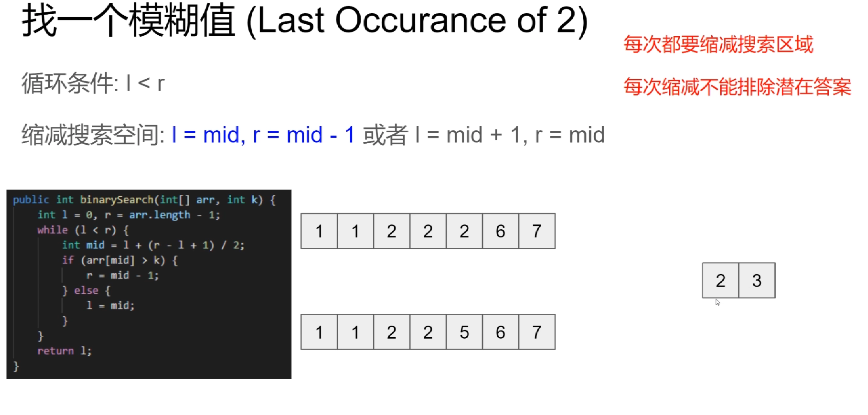 找一个模糊值 (Last Occurance of 2)
每次都要缩减搜索区域
循环条件: l < r
每次缩减不能排除潜在答案
缩减搜索空间: l = mid, r = mid - 1 或者 l = mid + 1, r = mid
public int binarySearch(int[] arr, int k) {
int l = 0, r = arr.length - 1;
while (l < r) {
int mid = l + (r - l + 1) / 2;
if (arr[mid] > k) {
r = mid - 1;
} else {
l = mid;
}
}
return l;
}
1 1 2 2 2 6 7
2 3
1 1 2 2 5 6 7